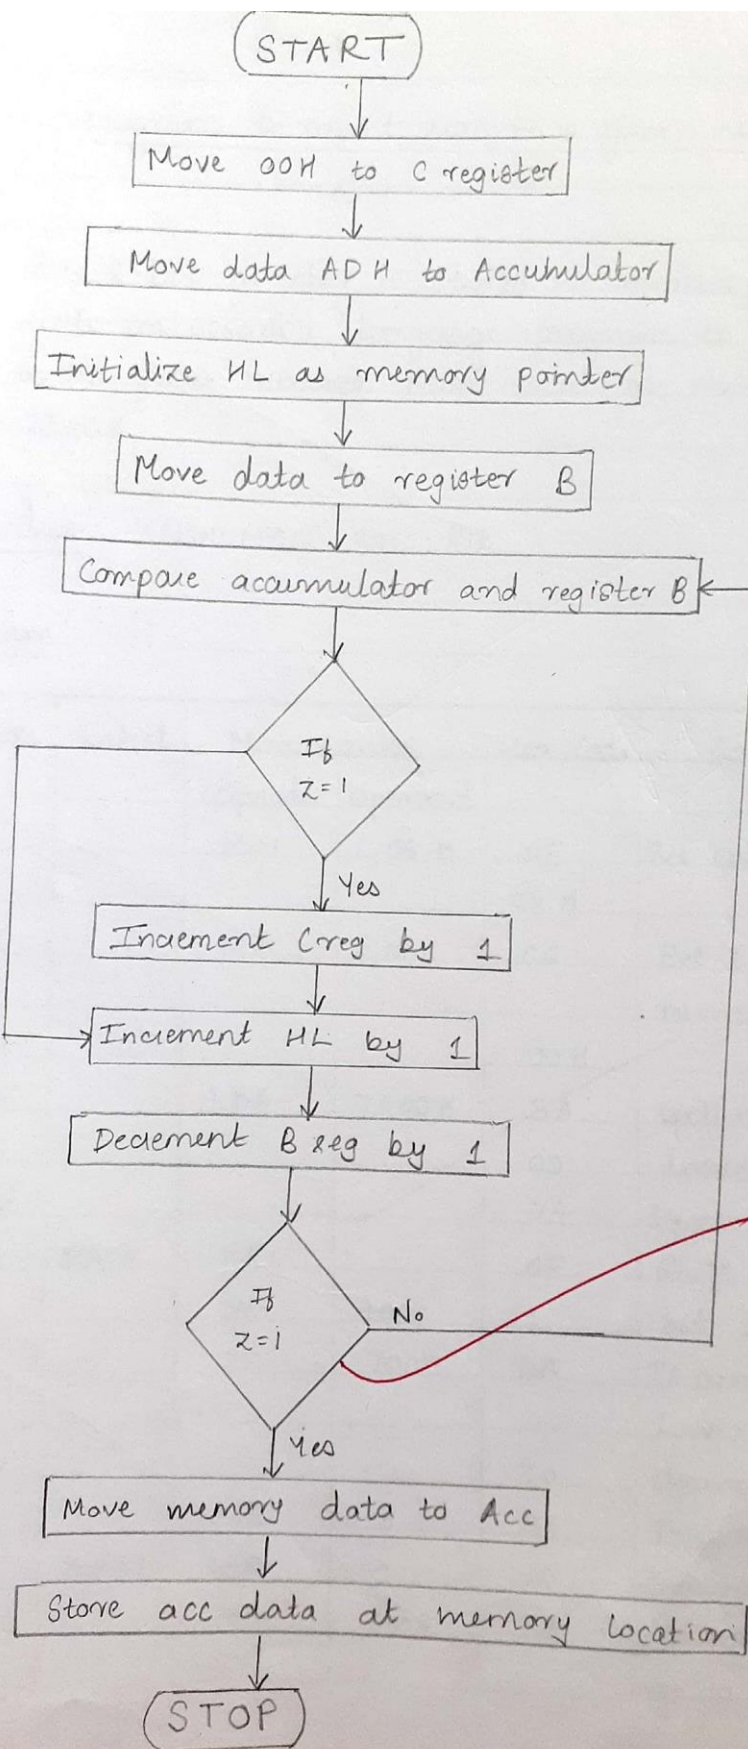 START
Move 00H to C register
Move data ADH to Accumulator
Initialize HL as memory pointer
Move data to register B
Compare accumulator and register B
If
z=1
Yes
Increment C reg by 1
Increment HL by 1
Decrement B reg by 1
If
z=1
No
Yes
Move memory data to Acc
Store acc data at memory location
STOP